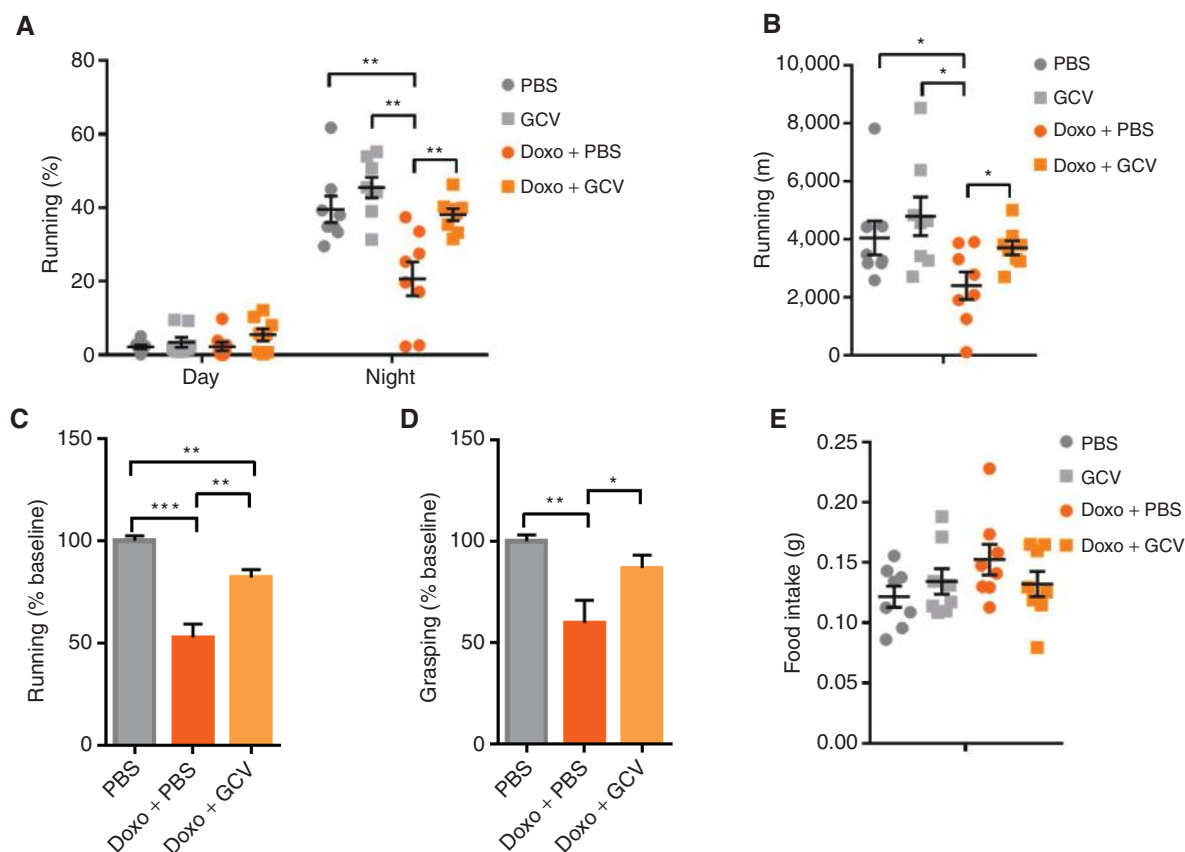 A
Running (%)
80
60
40
20
0
**
**
**
Day
Night
PBS
GCV
Doxo + PBS
Doxo + GCV
B
Running (m)
10,000
8,000
6,000
4,000
2,000
0
*
*
*
PBS
GCV
Doxo + PBS
Doxo + GCV
C
Running (% baseline)
150
100
50
0
**
***
**
PBS
Doxo + PBS
Doxo + GCV
D
Grasping (% baseline)
150
100
50
0
**
*
PBS
Doxo + PBS
Doxo + GCV
E
Food intake (g)
0.25
0.20
0.15
0.10
0.05
0.00
PBS
GCV
Doxo + PBS
Doxo + GCV